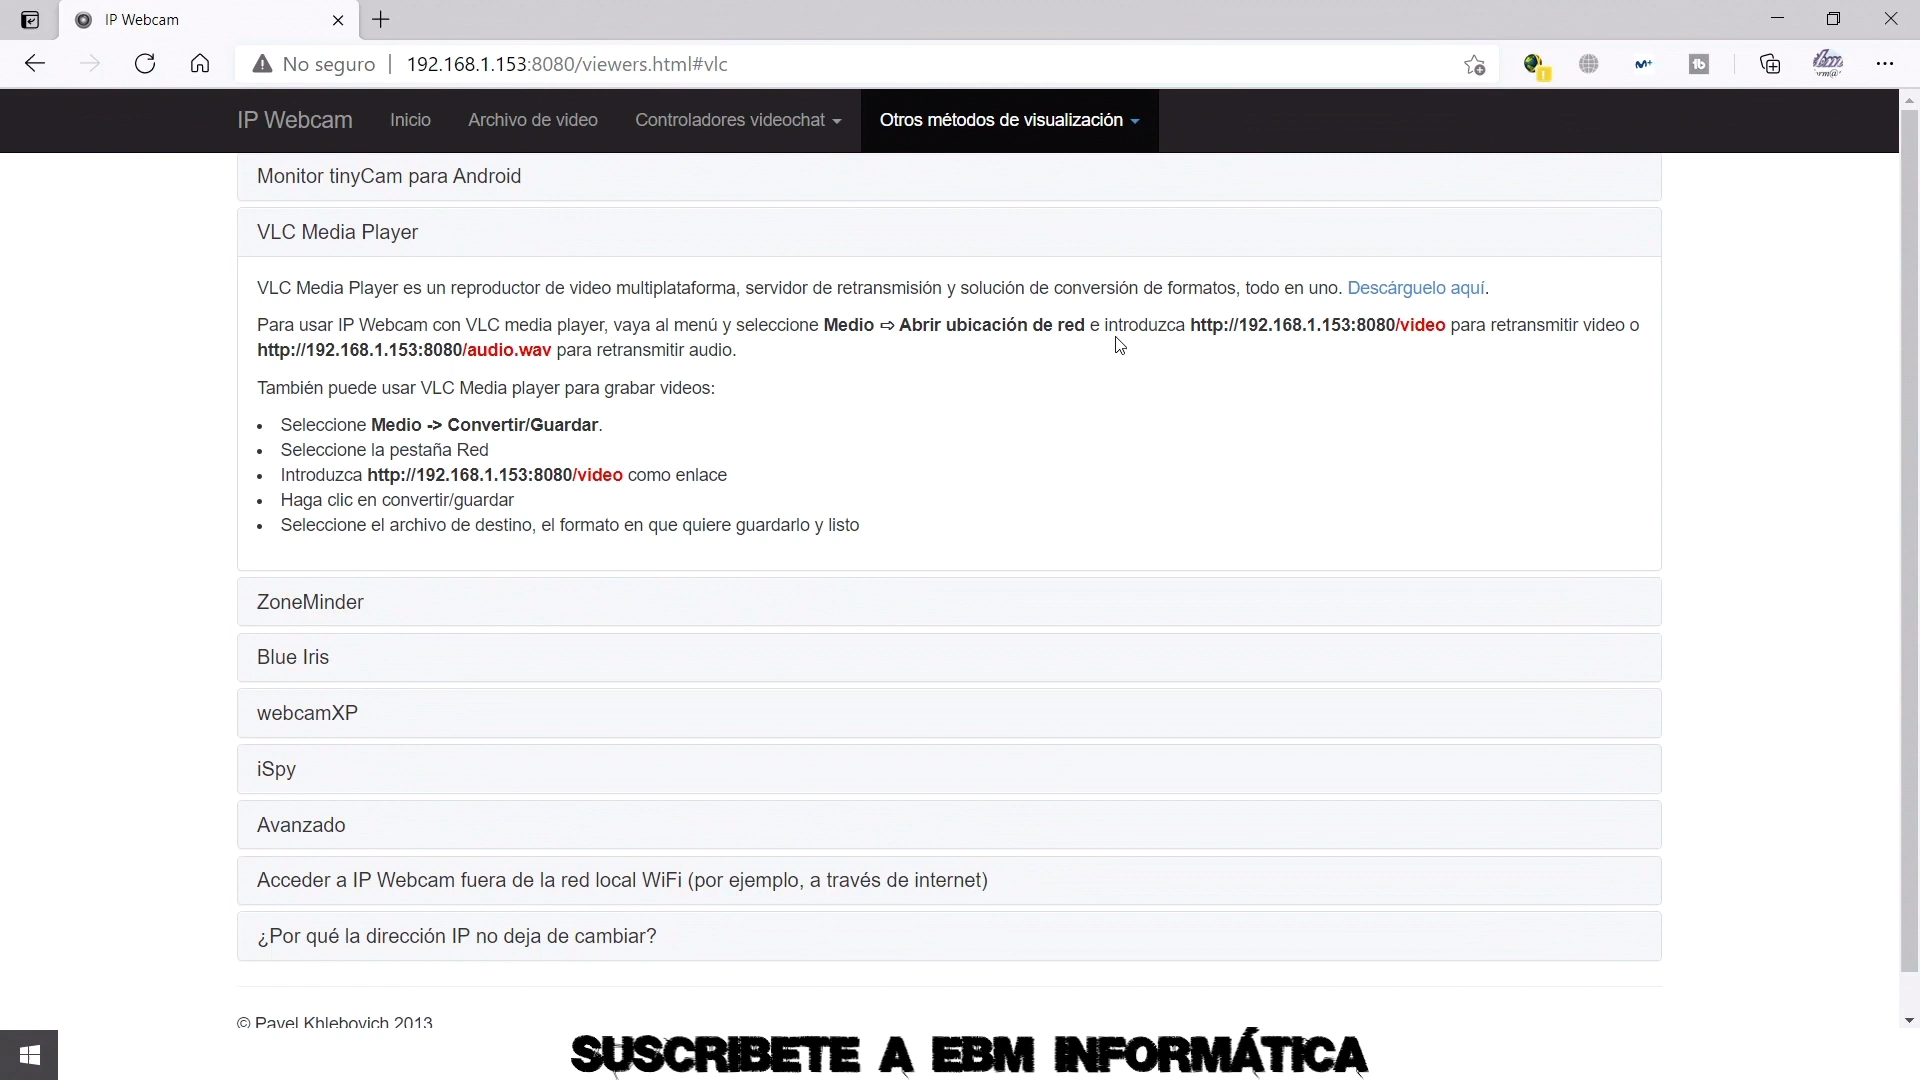 IP Webcam
No seguro | 192.168.1.153:8080/viewers.html#vlc
IP Webcam Inicio Archivo de video Controladores videochat Otros métodos de visualización
Monitor tinyCam para Android
VLC Media Player
VLC Media Player es un reproductor de video multiplataforma, servidor de retransmisión y solución de conversión de formatos, todo en uno. Descárguelo aquí.
Para usar IP Webcam con VLC media player, vaya al menú y seleccione Medio ⇨ Abrir ubicación de red e introduzca http://192.168.1.153:8080/video para retransmitir video o
http://192.168.1.153:8080/audio.wav para retransmitir audio.
También puede usar VLC Media player para grabar videos:
• Seleccione Medio -> Convertir/Guardar.
• Seleccione la pestaña Red
• Introduzca http://192.168.1.153:8080/video como enlace
• Haga clic en convertir/guardar
• Seleccione el archivo de destino, el formato en que quiere guardarlo y listo
ZoneMinder
Blue Iris
webcamXP
iSpy
Avanzado
Acceder a IP Webcam fuera de la red local WiFi (por ejemplo, a través de internet)
¿Por qué la dirección IP no deja de cambiar?
© Pavel Khlebovich 2013
SUSCRIBETE A EBM INFORMÁTICA